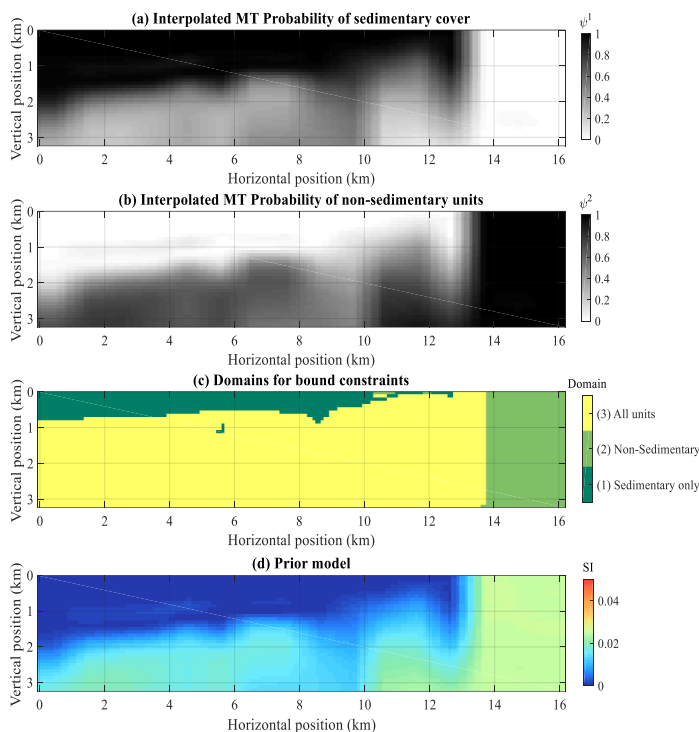 (a) Interpolated MT Probability of sedimentary cover
ψ¹
Vertical position (km)
0
1
2
3
0 2 4 6 8 10 12 14 16
Horizontal position (km)
1
0.8
0.6
0.4
0.2
0
(b) Interpolated MT Probability of non-sedimentary units
ψ²
Vertical position (km)
0
1
2
3
0 2 4 6 8 10 12 14 16
Horizontal position (km)
1
0.8
0.6
0.4
0.2
0
(c) Domains for bound constraints
Domain
Vertical position (km)
0
1
2
3
0 2 4 6 8 10 12 14 16
Horizontal position (km)
(3) All units
(2) Non-Sedimentary
(1) Sedimentary only
(d) Prior model
SI
Vertical position (km)
0
1
2
3
0 2 4 6 8 10 12 14 16
Horizontal position (km)
0.04
0.02
0